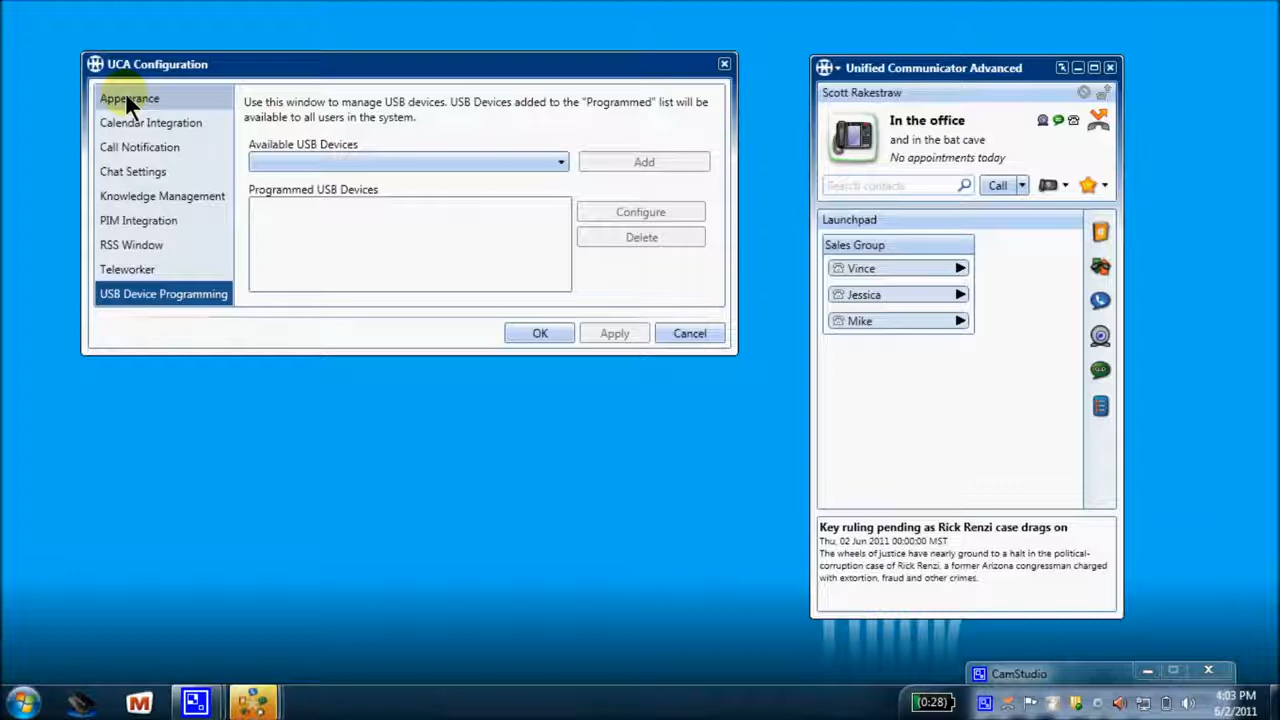 UCA Configuration
Appearance
Calendar Integration
Call Notification
Chat Settings
Knowledge Management
PIM Integration
RSS Window
Teleworker
USB Device Programming
Use this window to manage USB devices. USB Devices added to the "Programmed" list will be
available to all users in the system.
Available USB Devices
Add
Programmed USB Devices
Configure
Delete
OK
Apply
Cancel
Unified Communicator Advanced
Scott Rakestraw
In the office
and in the bat cave
No appointments today
Search contacts
Call
Launchpad
Sales Group
Vince
Jessica
Mike
Key ruling pending as Rick Renzi case drags on
Thu, 02 Jun 2011 00:00:00 MST
The wheels of justice have nearly ground to a halt in the political-
corruption case of Rick Renzi, a former Arizona congressman charged
with extortion, fraud and other crimes.
CamStudio
M
(0:28)
4:03 PM
6/2/2011